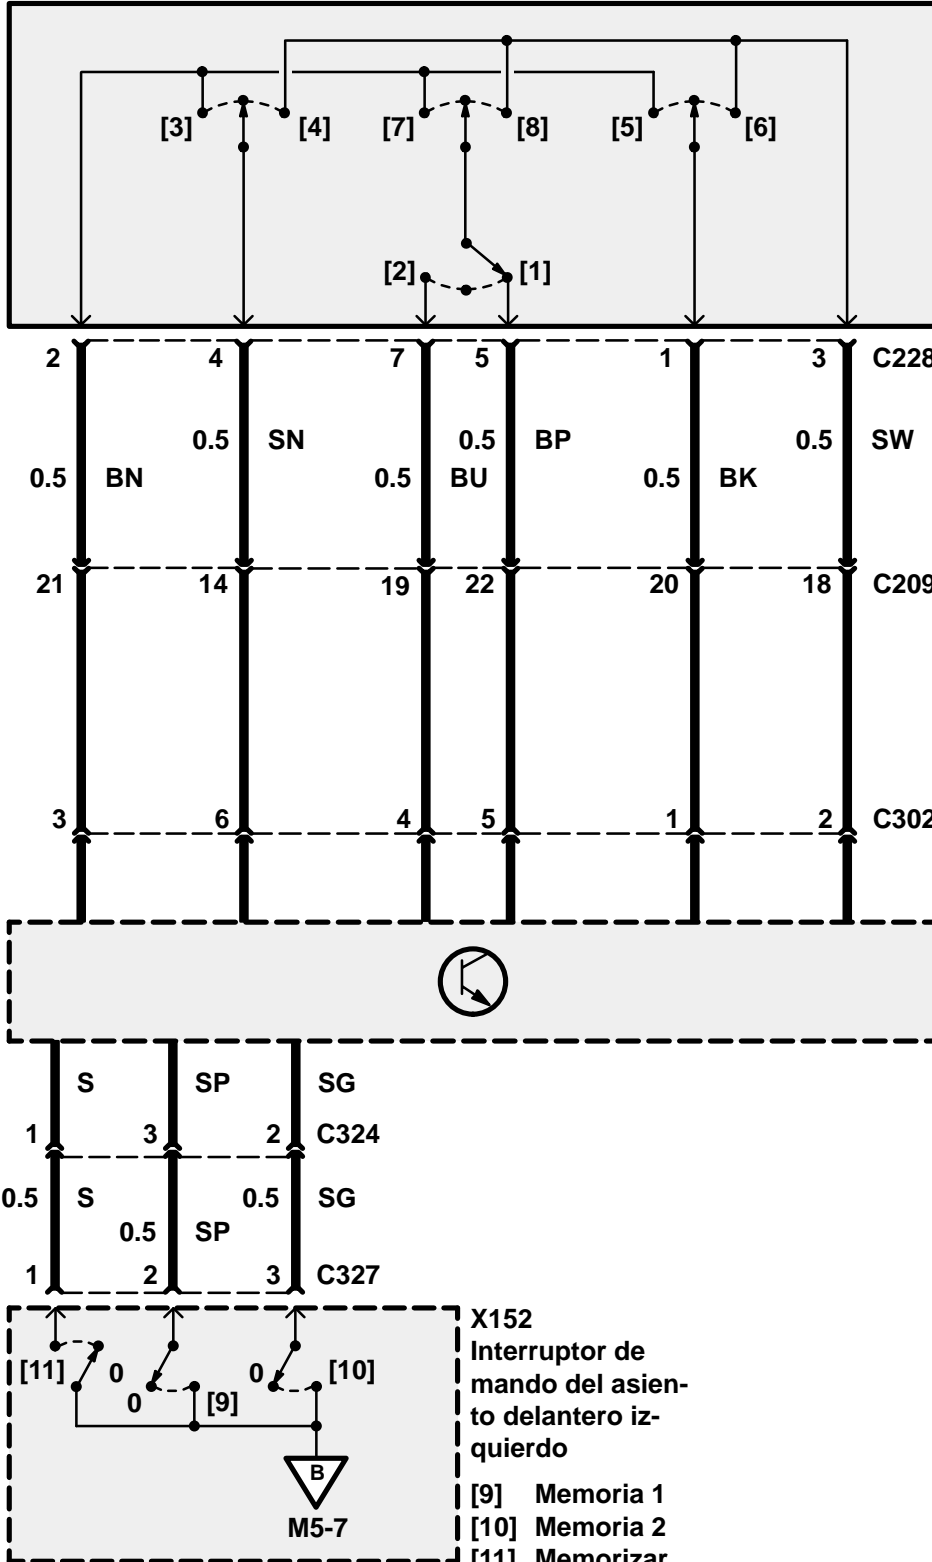 [3] [4] [7] [8] [5] [6]
[2] [1]
2 4 7 5 1 3 C228
0.5 SN 0.5 BP 0.5 SW
0.5 BN 0.5 BU 0.5 BK
21 14 19 22 20 18 C209
3 6 4 5 1 2 C302
S SP SG
1 3 2 C324
0.5 S 0.5 SG
0.5 SP
1 2 3 C327
X152
Interruptor de
mando del asien-
to delantero iz-
quierdo
[11] 0 0 [10]
0 [9]
B
M5-7
[9] Memoria 1
[10] Memoria 2
[11] Memorizar